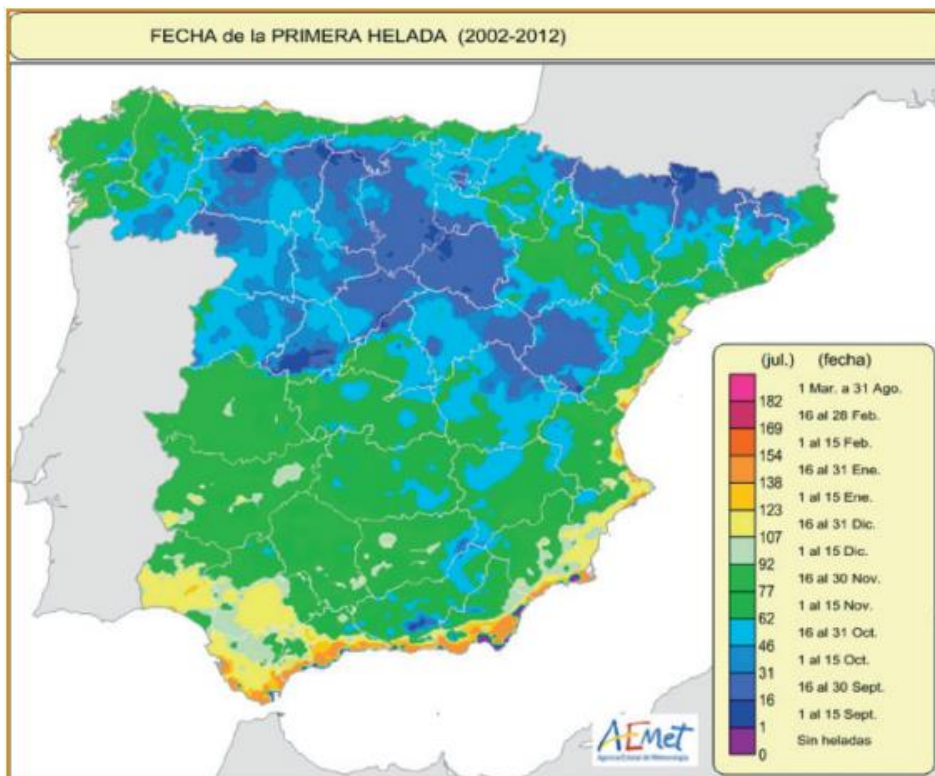 FECHA de la PRIMERA HELADA (2002-2012)
(jul.) (fecha)
1 Mar. a 31 Ago.
182
16 al 28 Feb.
169
1 al 15 Feb.
154
16 al 31 Ene.
138
1 al 15 Ene.
123
16 al 31 Dic.
107
1 al 15 Dic.
92
16 al 30 Nov.
77
1 al 15 Nov.
62
16 al 31 Oct.
46
1 al 15 Oct.
31
16 al 30 Sept.
16
1 al 15 Sept.
1
Sin heladas
0
AEmet
Agencia Estatal de Meteorología